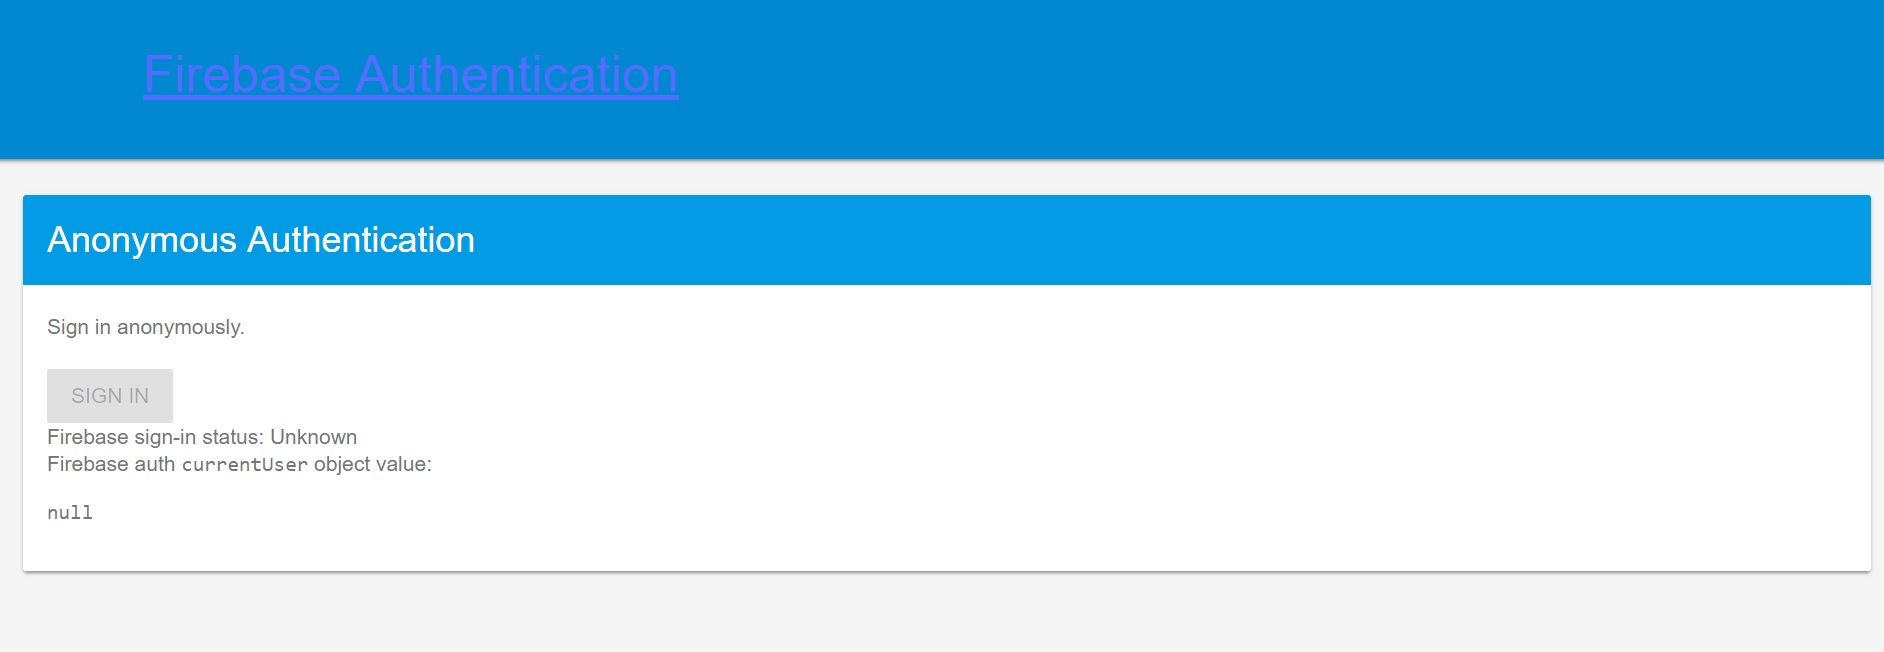 Firebase Authentication
Anonymous Authentication
Sign in anonymously.
SIGN IN
Firebase sign-in status: Unknown
Firebase auth currentUser object value:
null